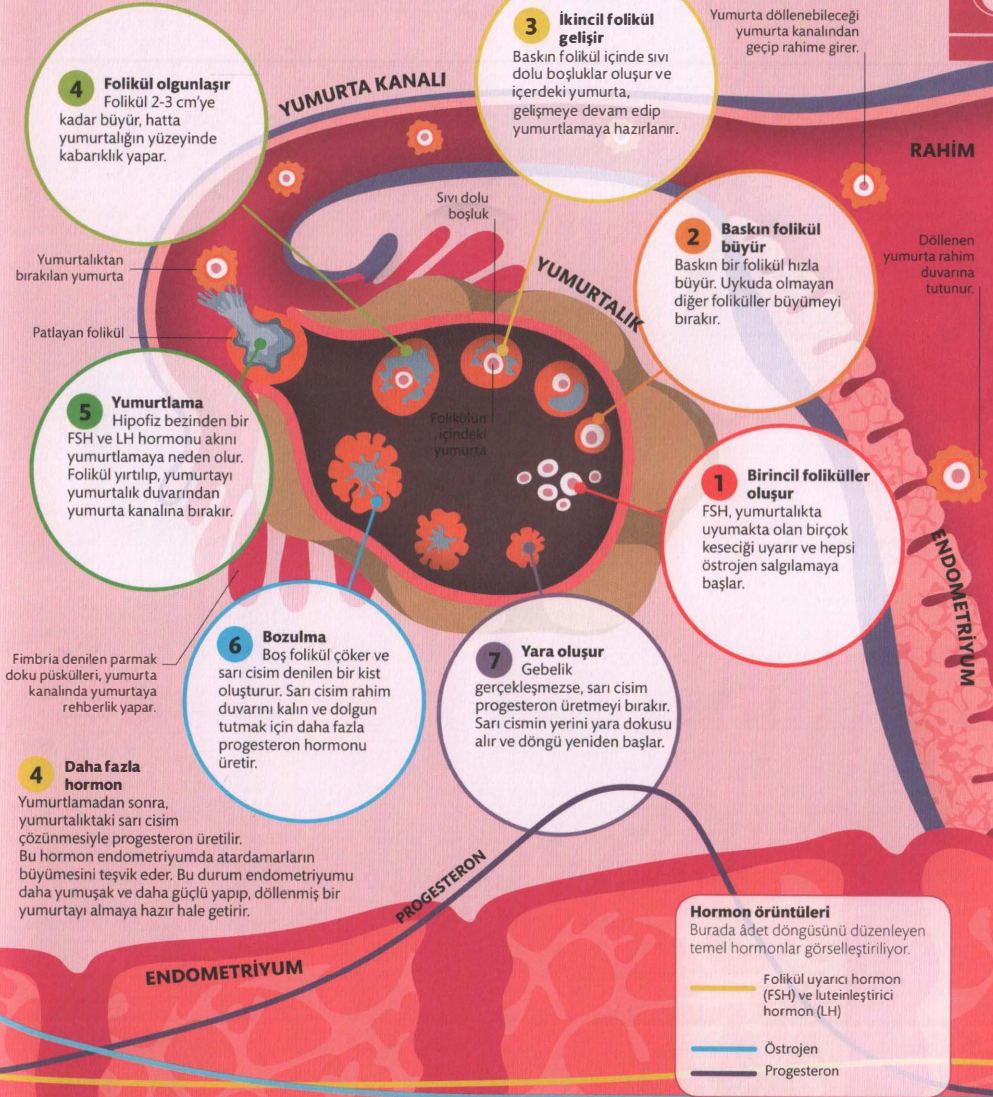 3
İkincil folikül
gelişir
Baskın folikül içinde sıvı
dolu boşluklar oluşur ve
içerdeki yumurta,
gelişmeye devam edip
yumurtlamaya hazırlanır.
Yumurta döllenebileceği
yumurta kanalından
geçip rahime girer.
4
Folikül olgunlaşır
Folikül 2-3 cm'ye
kadar büyür, hatta
yumurtalığın yüzeyinde
kabarıklık yapar.
YUMURTA KANALI
RAHİM
Sıvı dolu
boşluk
2
Baskın folikül
büyür
Baskın bir folikül hızla
büyür. Uykuda olmayan
diğer foliküller büyümeyi
bırakır.
Döllenen
yumurta rahim
duvarına
tutunur.
Yumurtalıktan
bırakılan yumurta
YUMURTALIK
Patlayan folikül
5
Yumurtlama
Hipofiz bezinden bir
FSH ve LH hormonu akını
yumurtlamaya neden olur.
Folikül yırtılıp, yumurtayı
yumurtalık duvarından
yumurta kanalına bırakır.
Folikülün
içindeki
yumurta
1
Birincil foliküller
oluşur
FSH, yumurtalıkta
uyumakta olan birçok
keseciği uyarır ve hepsi
östrojen salgılamaya
başlar.
ENDOMETRİYUM
Fimbria denilen parmak
doku püskülleri, yumurta
kanalında yumurtaya
rehberlik yapar.
6
Bozulma
Boş folikül çöker ve
sarı cisim denilen bir kist
oluşturur. Sarı cisim rahim
duvarını kalın ve dolgun
tutmak için daha fazla
progesteron hormonu
üretir.
7
Yara oluşur
Gebelik
gerçekleşmezse, sarı cisim
progesteron üretmeyi bırakır.
Sarı cismin yerini yara dokusu
alır ve döngü yeniden başlar.
4
Daha fazla
hormon
Yumurtlamadan sonra,
yumurtalıktaki sarı cisim
çözünmesiyle progesteron üretilir.
Bu hormon endometriyumda atardamarların
büyümesini teşvik eder. Bu durum endometriyumu
daha yumuşak ve daha güçlü yapıp, döllenmiş bir
yumurtayı almaya hazır hale getirir.
PROGESTERON
ENDOMETRİYUM
Hormon örüntüleri
Burada âdet döngüsünü düzenleyen
temel hormonlar görselleştiriliyor.
Folikül uyarıcı hormon
(FSH) ve luteinleştirici
hormon (LH)
Östrojen
Progesteron